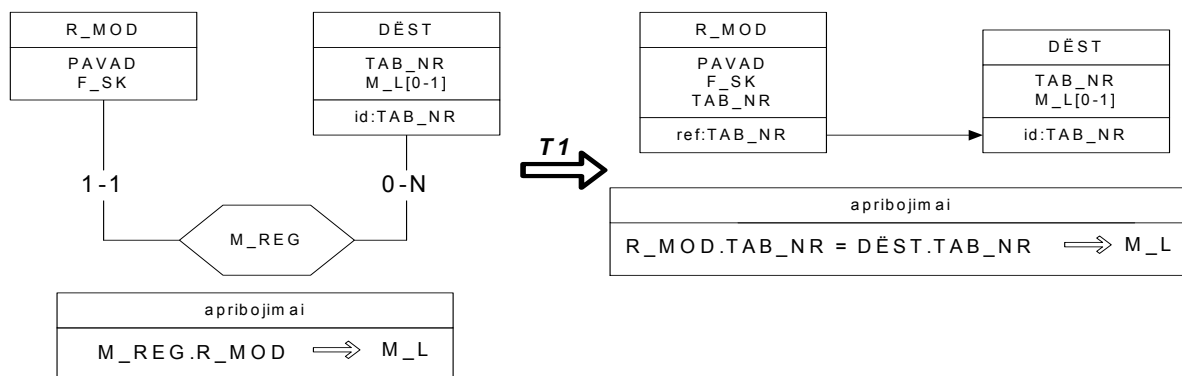 R_MOD
PAVAD
F_SK
DËST
TAB_NR
M_L[0-1]
id:TAB_NR
1-1
0-N
M_REG
apribojimai
M_REG.R_MOD ⟹ M_L
T1
R_MOD
PAVAD
F_SK
TAB_NR
ref:TAB_NR
DËST
TAB_NR
M_L[0-1]
id:TAB_NR
apribojimai
R_MOD.TAB_NR = DËST.TAB_NR ⟹ M_L